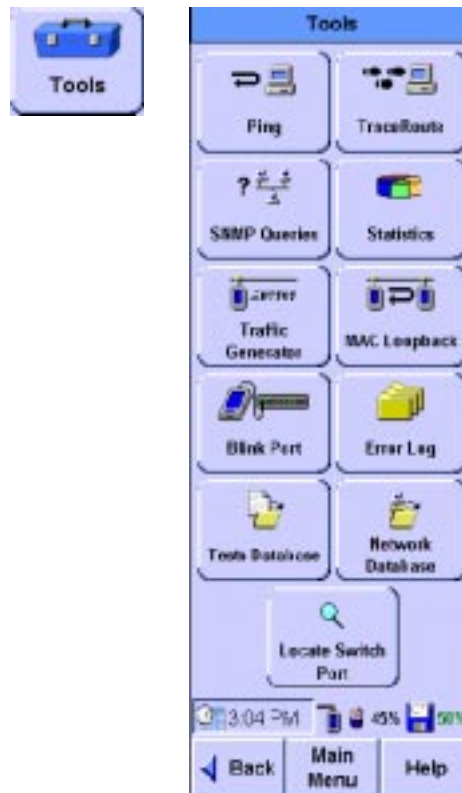 Tools
Tools
Ping
TraceRoute
?
SNMP Queries
Statistics
Traffic
Generator
MAC Loopback
Blink Port
Error Log
Tests Database
Network
Database
Locate Switch
Port
3:04 PM
45%
50%
Back
Main
Menu
Help